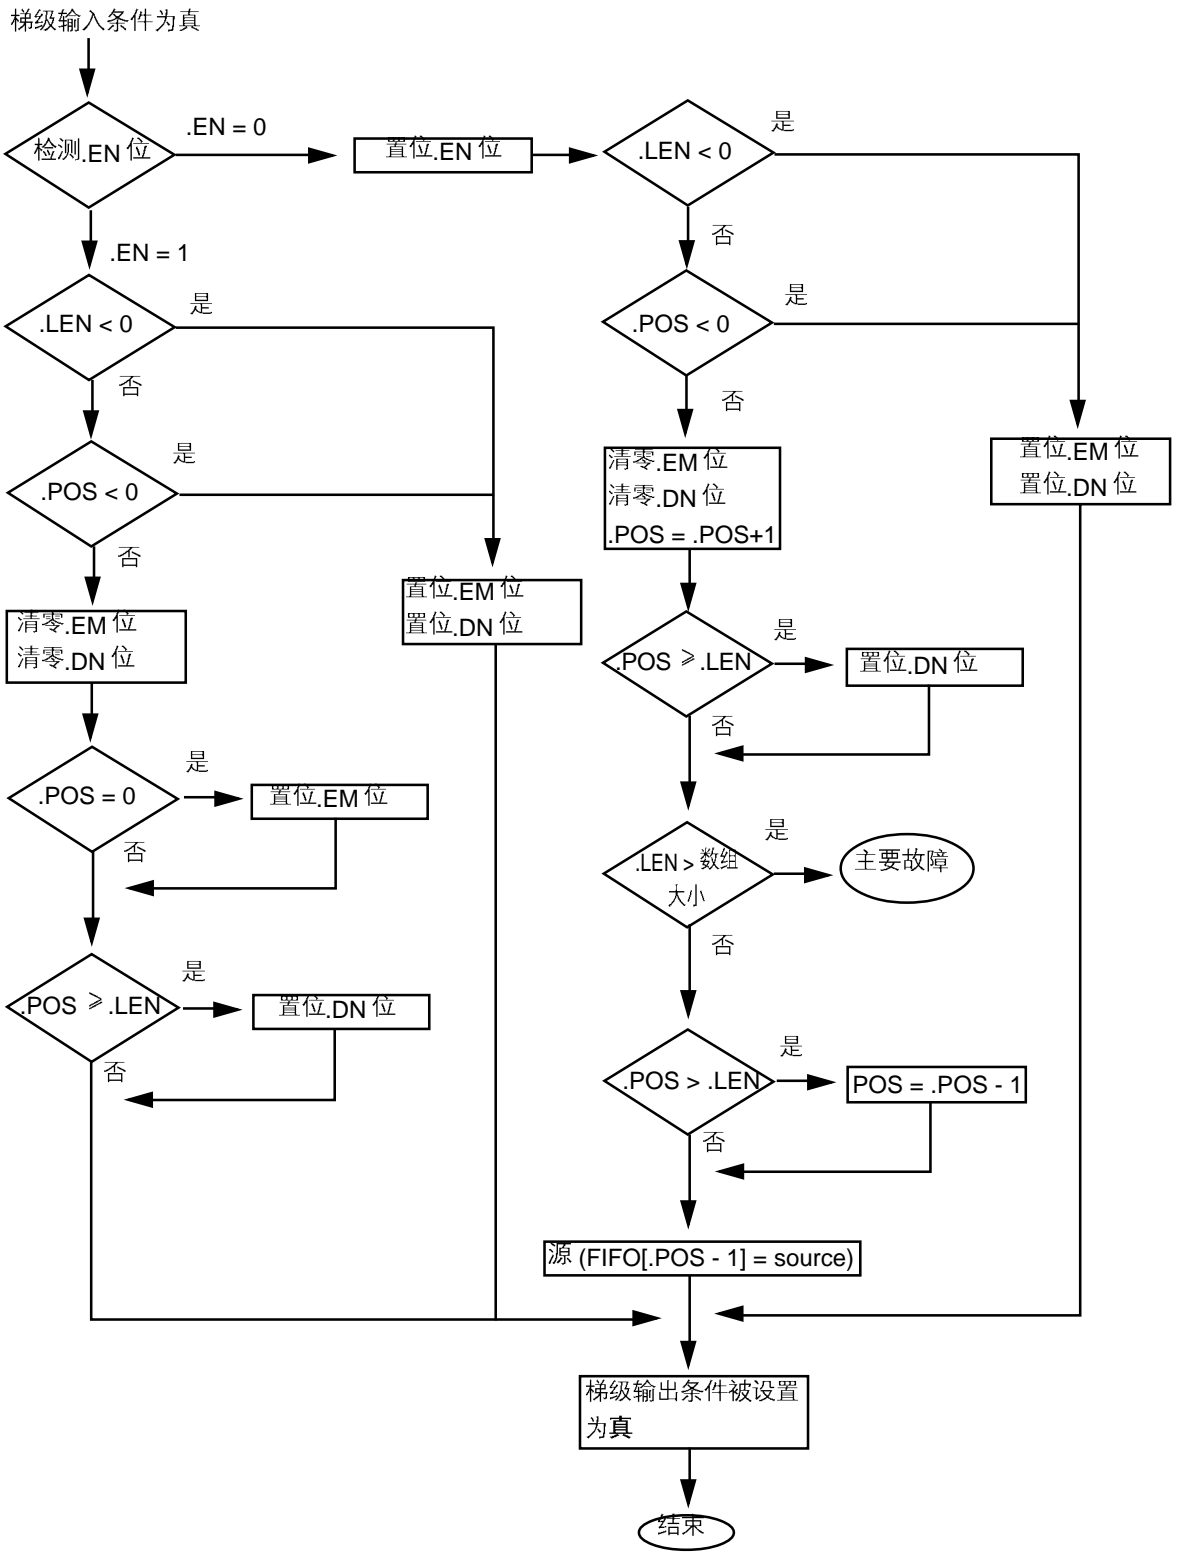 梯级输入条件为真
检测.EN 位
.EN = 0
置位.EN 位
.LEN < 0
是
否
.EN = 1
.LEN < 0
是
否
.POS < 0
是
否
.POS < 0
是
否
清零.EM 位
清零.DN 位
.POS = .POS+1
置位.EM 位
置位.DN 位
置位.EM 位
置位.DN 位
清零.EM 位
清零.DN 位
.POS ⩾ .LEN
是
置位.DN 位
否
.POS = 0
是
置位.EM 位
否
.LEN > 数组
大小
是
主要故障
否
.POS ⩾ .LEN
是
置位.DN 位
否
.POS > .LEN
是
POS = .POS - 1
否
源 (FIFO[.POS - 1] = source)
梯级输出条件被设置
为真
结束